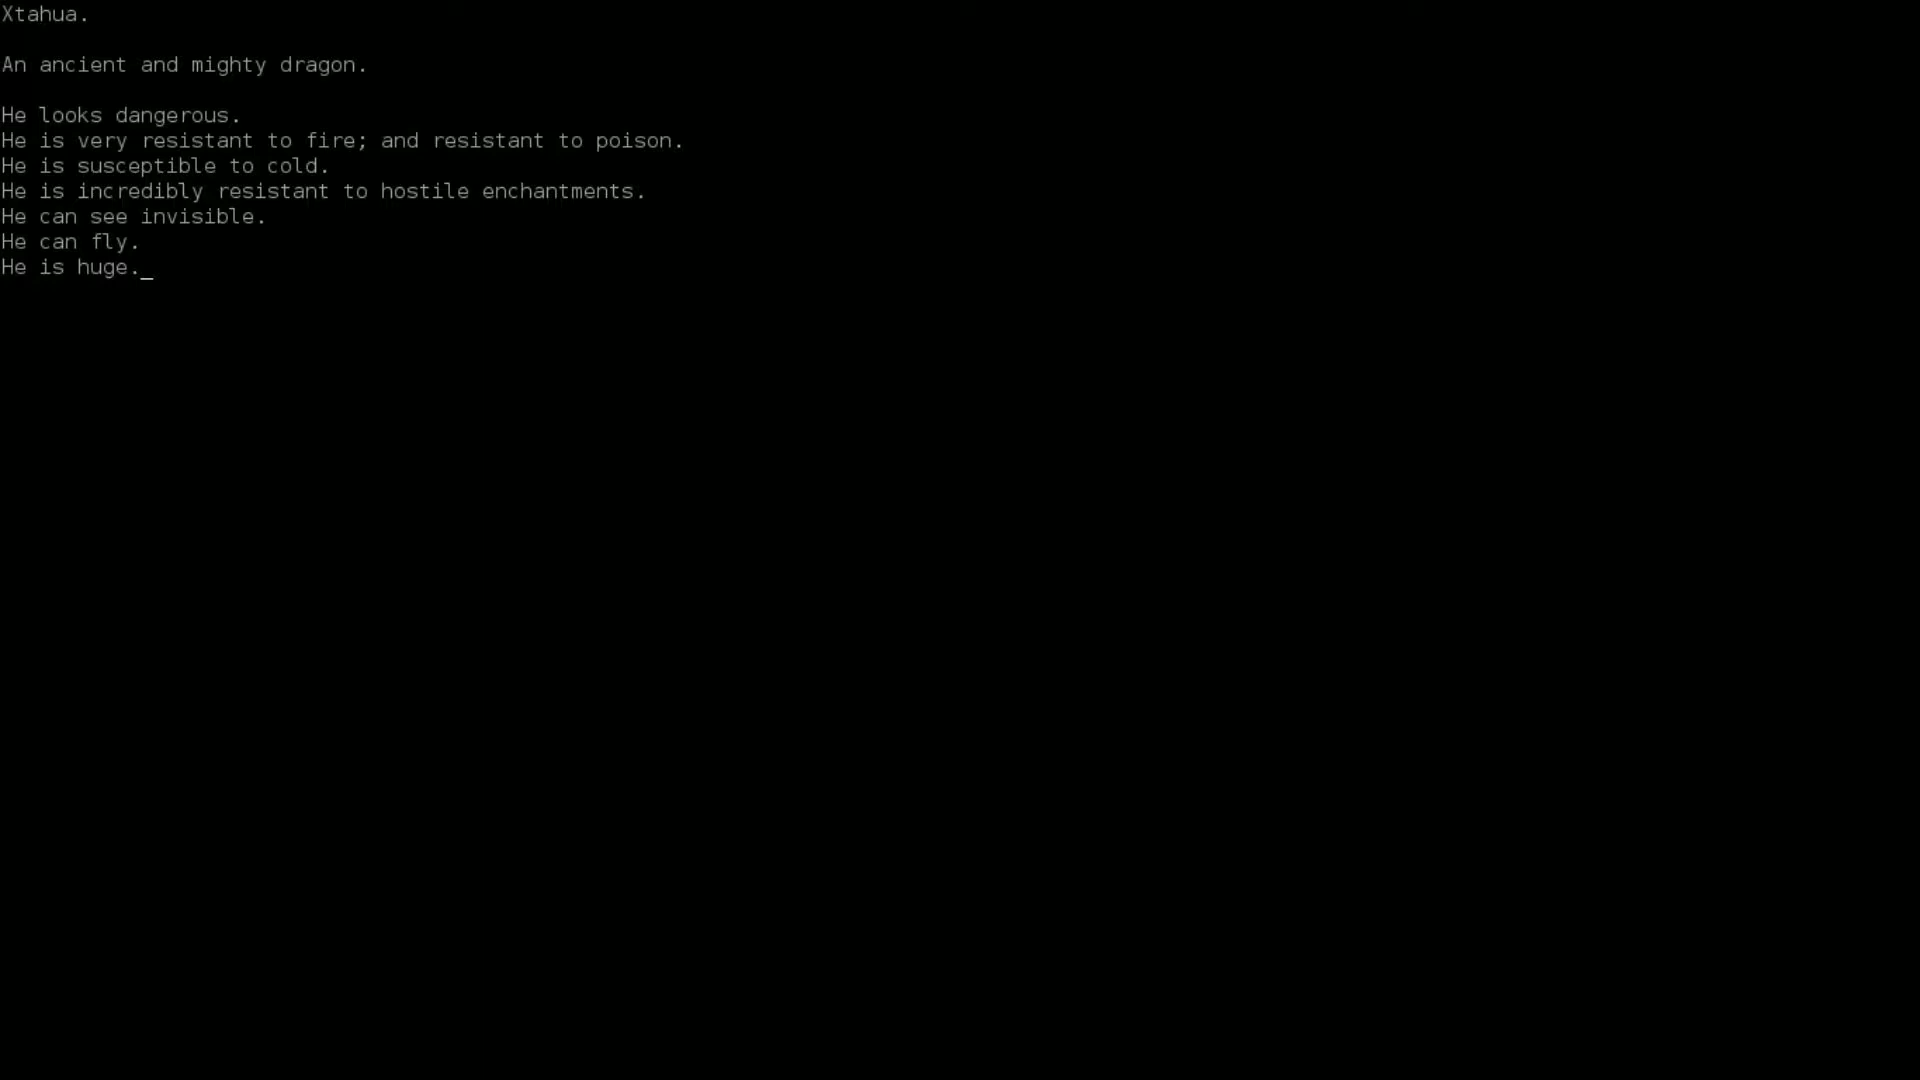 Xtahua.
An ancient and mighty dragon.
He looks dangerous.
He is very resistant to fire; and resistant to poison.
He is susceptible to cold.
He is incredibly resistant to hostile enchantments.
He can see invisible.
He can fly.
He is huge._